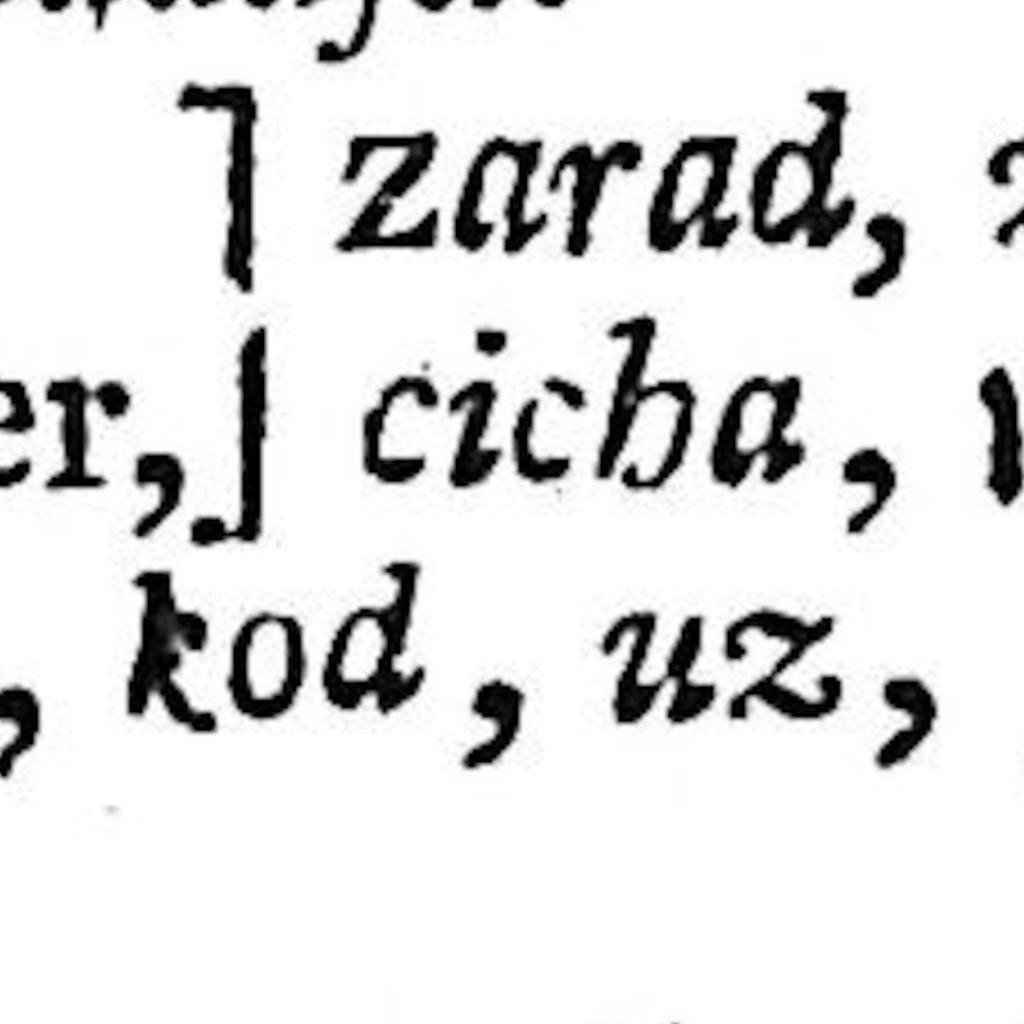 ] zarad,
er,] cicha,
, kod, uz,